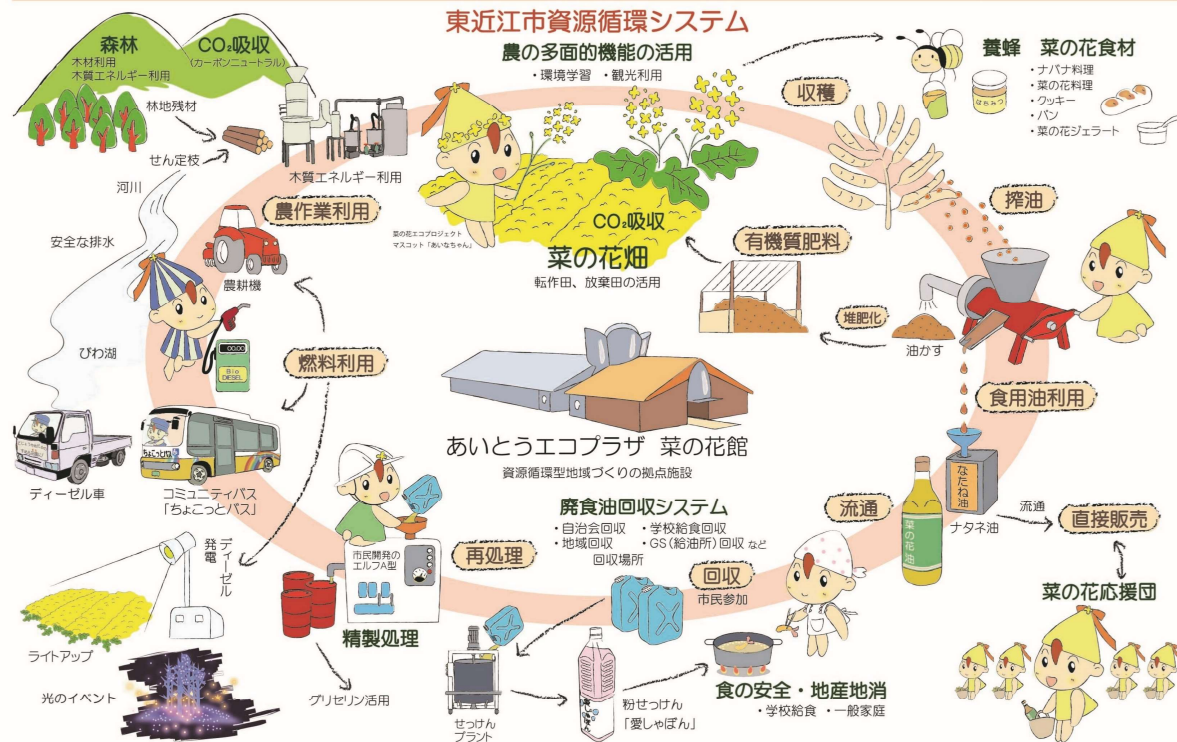 東近江市資源循環システム
農の多面的機能の活用
・環境学習 ・観光利用
森林
木材利用
木質エネルギー利用
CO₂吸収
(カーボンニュートラル)
林地残材
せん定枝
木質エネルギー利用
河川
安全な排水
びわ湖
農作業利用
農耕機
菜の花エコプロジェクト
マスコット「あいなちゃん」
CO₂吸収
菜の花畑
転作田、放棄田の活用
収穫
養蜂 菜の花食材
はちみつ
・ナバナ料理
・菜の花料理
・クッキー
・パン
・菜の花ジェラート
搾油
有機質肥料
堆肥化
油かす
燃料利用
00.00
Bio
DIESEL
ディーゼル車
ちょこっとバス
コミュニティバス
「ちょこっとバス」
あいとうエコプラザ 菜の花館
資源循環型地域づくりの拠点施設
食用油利用
なたね油
ナタネ油
菜の花油
流通
直接販売
菜の花応援団
流通
廃食油回収システム
・自治会回収 ・学校給食回収
・地域回収 ・GS(給油所)回収 など
回収場所
回収
市民参加
再処理
市民開発の
エルフA型
精製処理
ディーゼル
発電
ライトアップ
光のイベント
グリセリン活用
せっけん
プラント
粉せっけん
「愛しゃぼん」
食の安全・地産地消
・学校給食 ・一般家庭